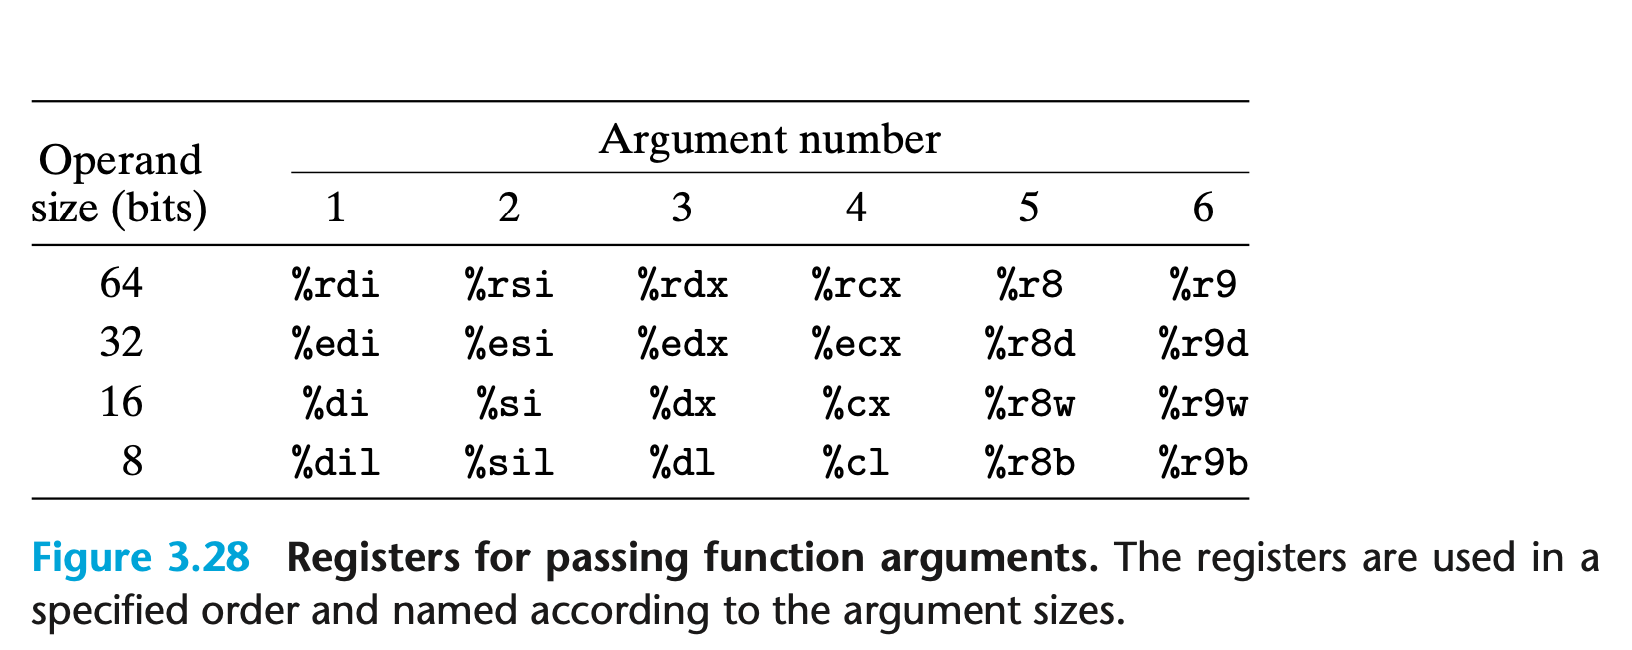 Argument number
Operand
size (bits) 1 2 3 4 5 6
64 %rdi %rsi %rdx %rcx %r8 %r9
32 %edi %esi %edx %ecx %r8d %r9d
16 %di %si %dx %cx %r8w %r9w
8 %dil %sil %dl %cl %r8b %r9b
Figure 3.28 Registers for passing function arguments. The registers are used in a
specified order and named according to the argument sizes.